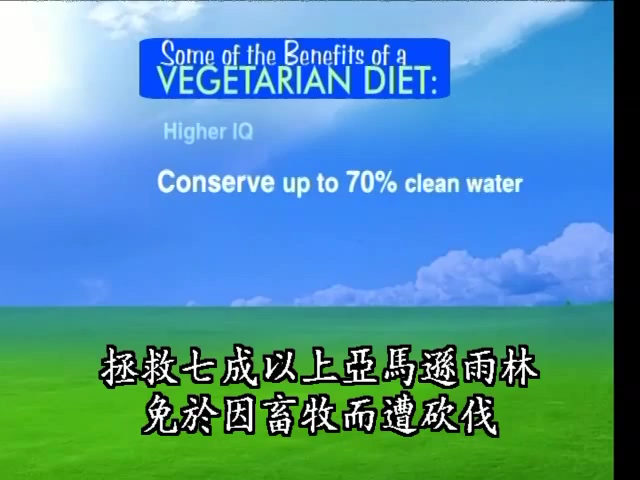 Some of the Benefits of a
VEGETARIAN DIET:
Higher IQ
Conserve up to 70% clean water
拯救七成以上亞馬遜雨林
免於因畜牧而遭砍伐